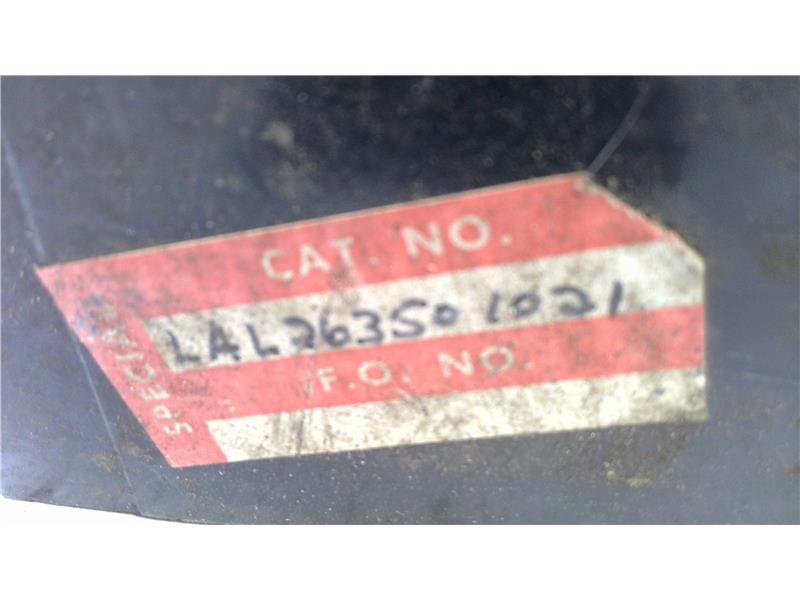 CAT. NO.
LAL263501021
F.O. NO.
SPECIAL